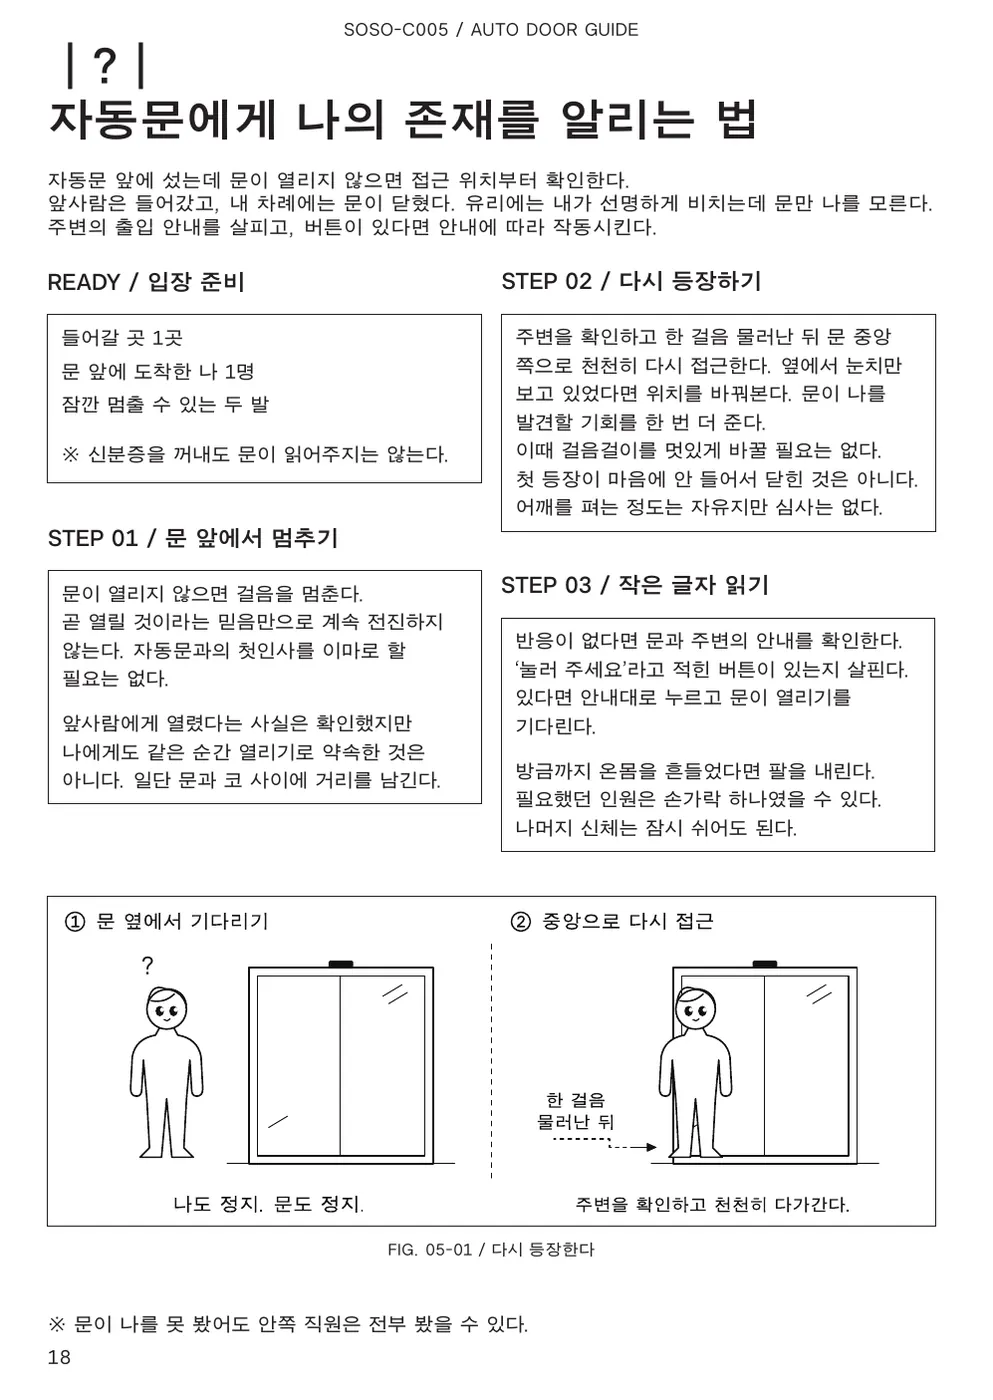 SOSO-C005 / AUTO DOOR GUIDE
| ? |
자동문에게 나의 존재를 알리는 법
자동문 앞에 섰는데 문이 열리지 않으면 접근 위치부터 확인한다.
앞사람은 들어갔고, 내 차례에는 문이 닫혔다. 유리에는 내가 선명하게 비치는데 문만 나를 모른다.
주변의 출입 안내를 살피고, 버튼이 있다면 안내에 따라 작동시킨다.
READY / 입장 준비
들어갈 곳 1곳
문 앞에 도착한 나 1명
잠깐 멈출 수 있는 두 발
※ 신분증을 꺼내도 문이 읽어주지는 않는다.
STEP 01 / 문 앞에서 멈추기
문이 열리지 않으면 걸음을 멈춘다.
곧 열릴 것이라는 믿음만으로 계속 전진하지
않는다. 자동문과의 첫인사를 이마로 할
필요는 없다.
앞사람에게 열렸다는 사실은 확인했지만
나에게도 같은 순간 열리기로 약속한 것은
아니다. 일단 문과 코 사이에 거리를 남긴다.
STEP 02 / 다시 등장하기
주변을 확인하고 한 걸음 물러난 뒤 문 중앙
쪽으로 천천히 다시 접근한다. 옆에서 눈치만
보고 있었다면 위치를 바꿔본다. 문이 나를
발견할 기회를 한 번 더 준다.
이때 걸음걸이를 멋있게 바꿀 필요는 없다.
첫 등장이 마음에 안 들어서 닫힌 것은 아니다.
어깨를 펴는 정도는 자유지만 심사는 없다.
STEP 03 / 작은 글자 읽기
반응이 없다면 문과 주변의 안내를 확인한다.
‘눌러 주세요’라고 적힌 버튼이 있는지 살핀다.
있다면 안내대로 누르고 문이 열리기를
기다린다.
방금까지 온몸을 흔들었다면 팔을 내린다.
필요했던 인원은 손가락 하나였을 수 있다.
나머지 신체는 잠시 쉬어도 된다.
① 문 옆에서 기다리기
?
나도 정지. 문도 정지.
② 중앙으로 다시 접근
한 걸음
물러난 뒤
주변을 확인하고 천천히 다가간다.
FIG. 05-01 / 다시 등장한다
※ 문이 나를 못 봤어도 안쪽 직원은 전부 봤을 수 있다.
18